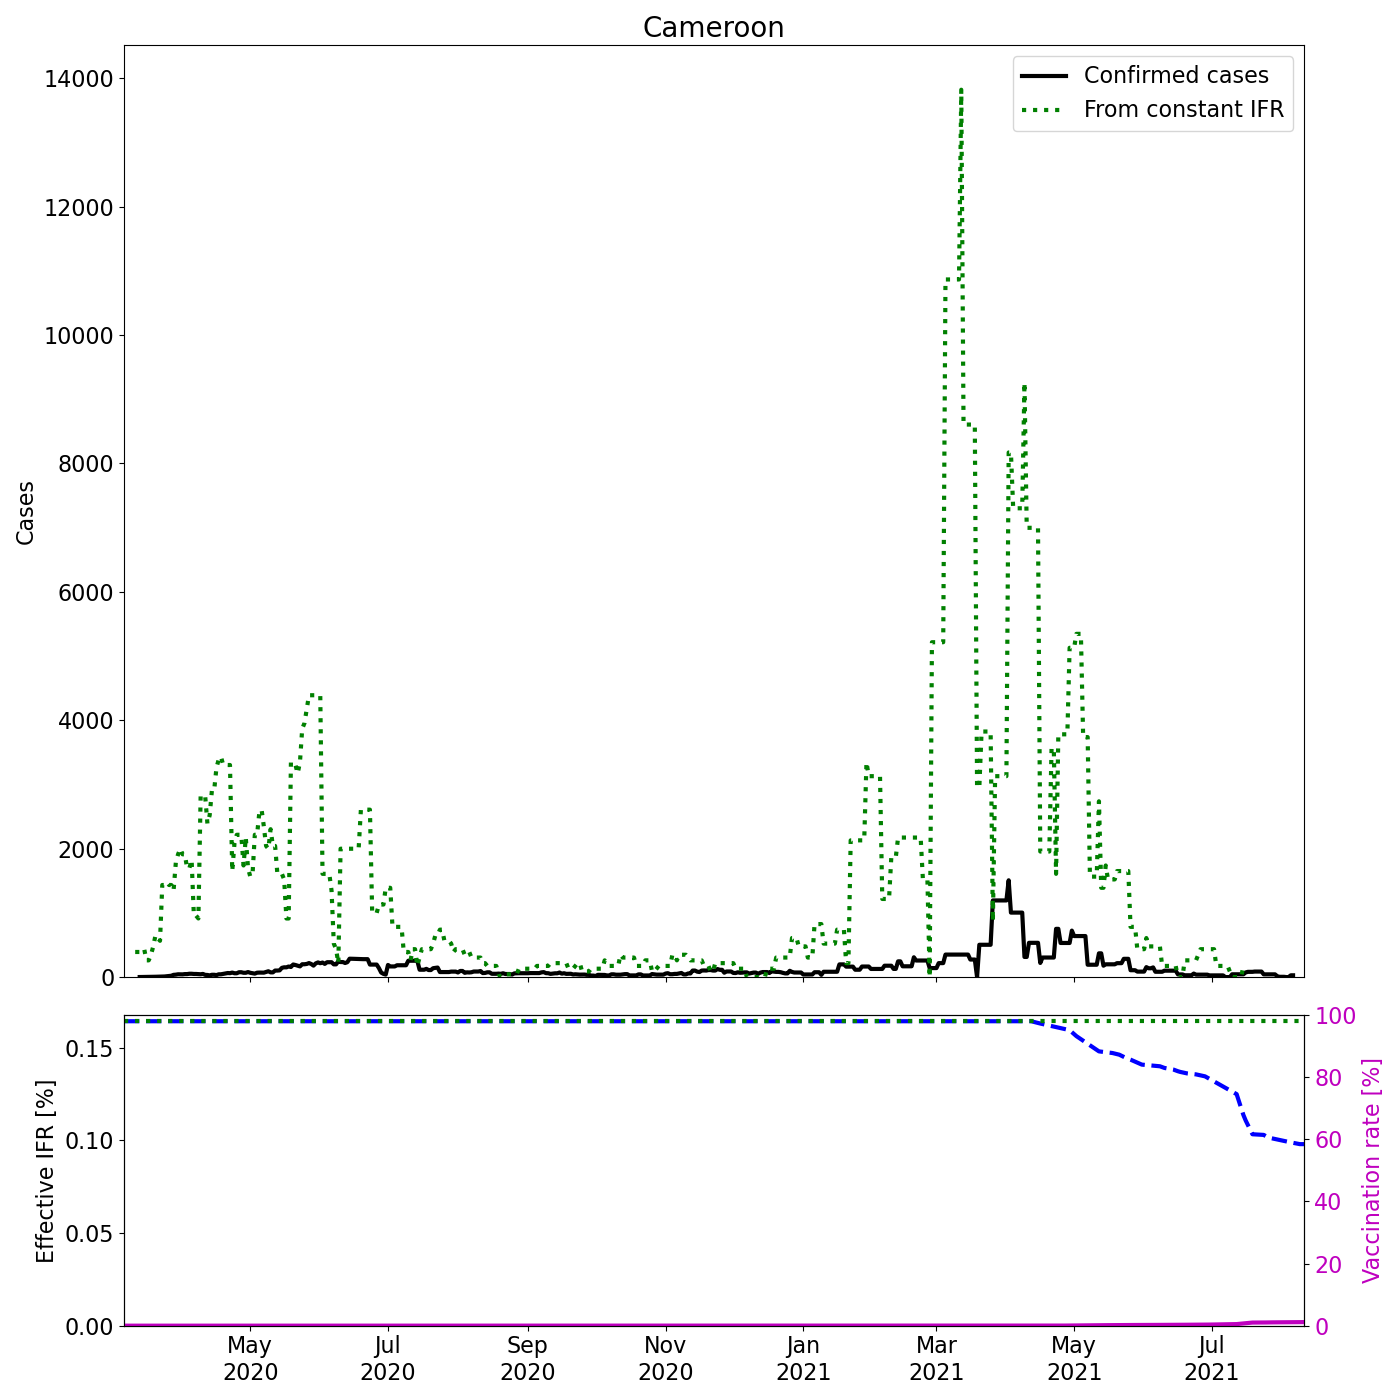 Cameroon
Confirmed cases
From constant IFR
14000
12000
10000
8000
6000
4000
2000
0
Cases
0.15
0.10
0.05
0.00
Effective IFR [%]
100
80
60
40
20
0
Vaccination rate [%]
May
2020
Jul
2020
Sep
2020
Nov
2020
Jan
2021
Mar
2021
May
2021
Jul
2021